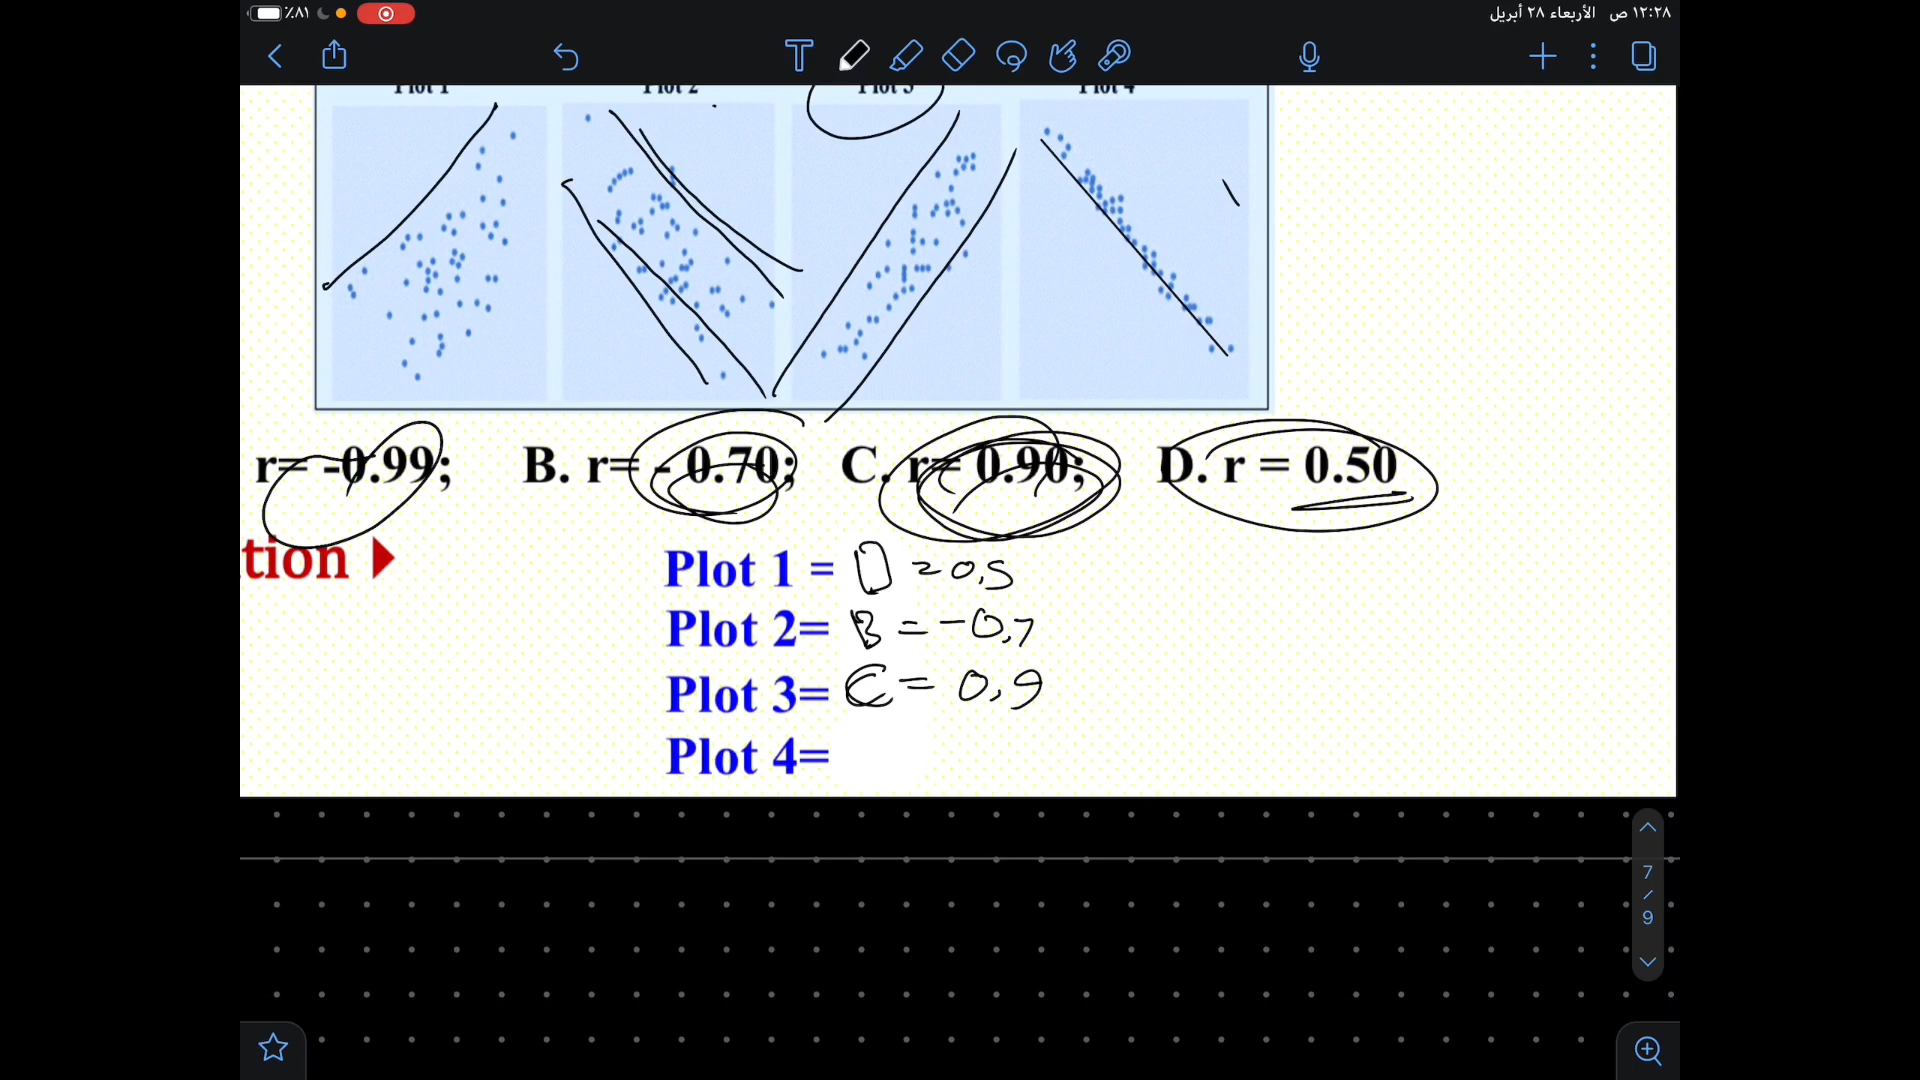 ٪٨١
١٢:٢٨ ص الأربعاء ٢٨ أبريل
Plot 1 Plot 2 Plot 3 Plot 4
r= -0.99; B. r= - 0.70; C. r= 0.90; D. r = 0.50
tion
Plot 1 = D = 0,5
Plot 2= B = -0,7
Plot 3= C = 0,9
Plot 4=
7
/
9